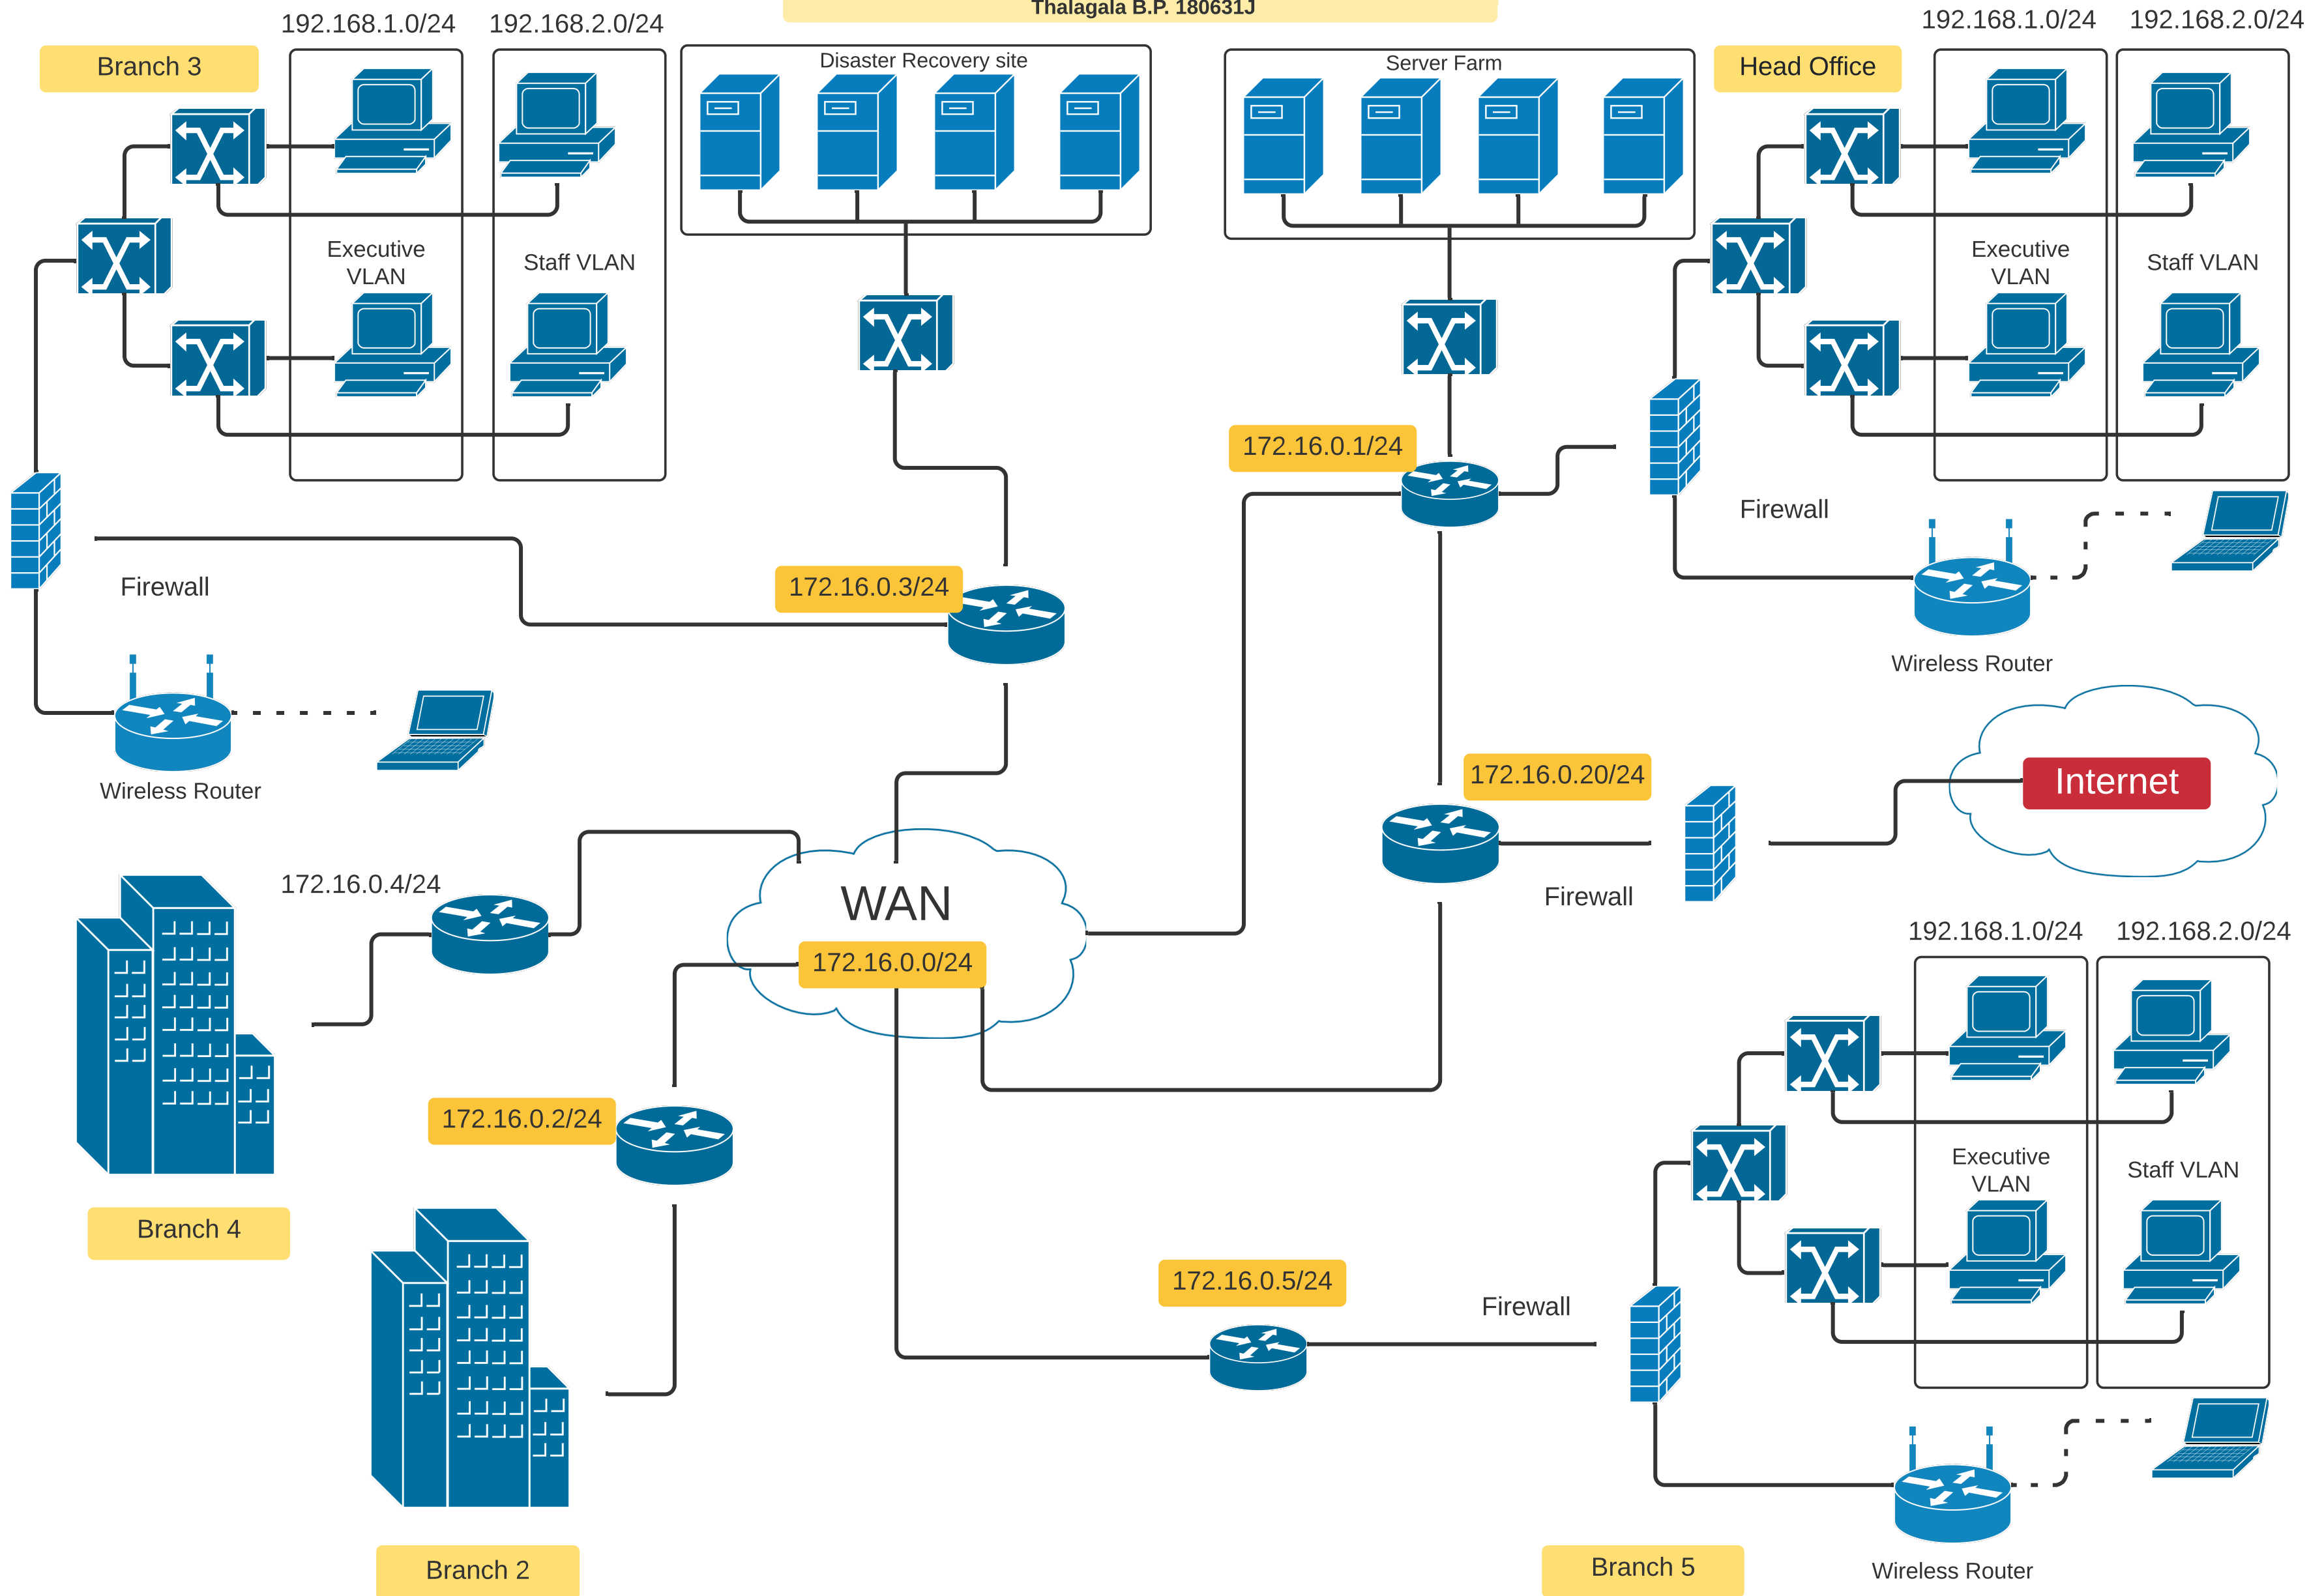 Thalagala B.P. 180631J
192.168.1.0/24
192.168.2.0/24
Branch 3
Disaster Recovery site
Server Farm
Head Office
192.168.1.0/24
192.168.2.0/24
Executive
VLAN
Staff VLAN
Executive
VLAN
Staff VLAN
172.16.0.1/24
Firewall
Firewall
172.16.0.3/24
Wireless Router
Wireless Router
172.16.0.20/24
Internet
172.16.0.4/24
WAN
172.16.0.0/24
Firewall
192.168.1.0/24
192.168.2.0/24
172.16.0.2/24
Executive
VLAN
Staff VLAN
Branch 4
172.16.0.5/24
Firewall
Branch 2
Branch 5
Wireless Router